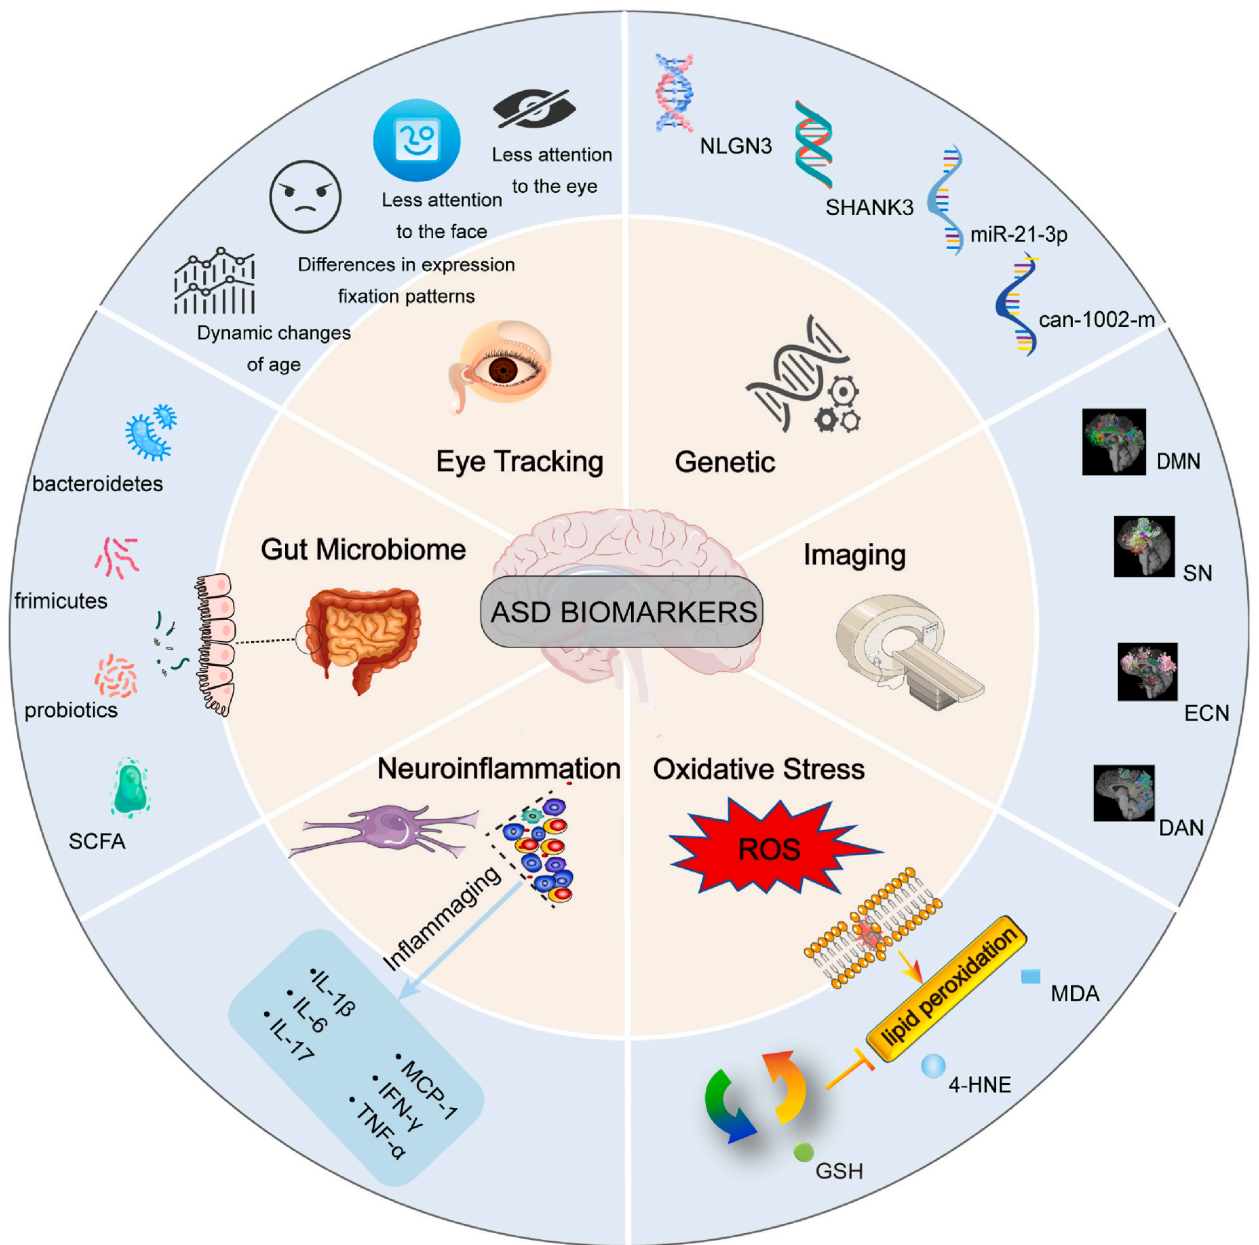 Less attention
to the eye
Less attention
to the face
Differences in expression
fixation patterns
Dynamic changes
of age
Eye Tracking
NLGN3
SHANK3
miR-21-3p
can-1002-m
Genetic
DMN
SN
ECN
DAN
Imaging
ASD BIOMARKERS
Gut Microbiome
bacteroidetes
frimicutes
probiotics
SCFA
Neuroinflammation
Inflammaging
•IL-1β
• IL-6
• IL-17
• MCP-1
• IFN-γ
• TNF-α
Oxidative Stress
ROS
lipid peroxidation
MDA
4-HNE
GSH